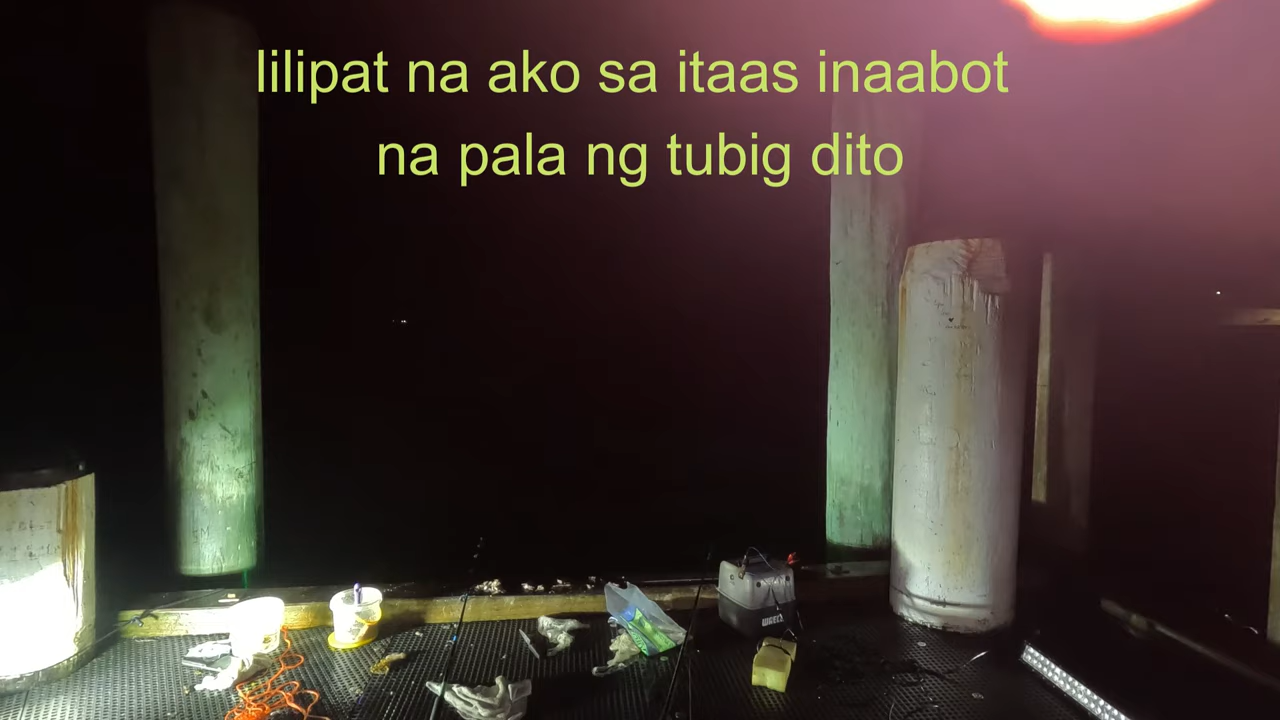 lilipat na ako sa itaas inaabot
na pala ng tubig dito